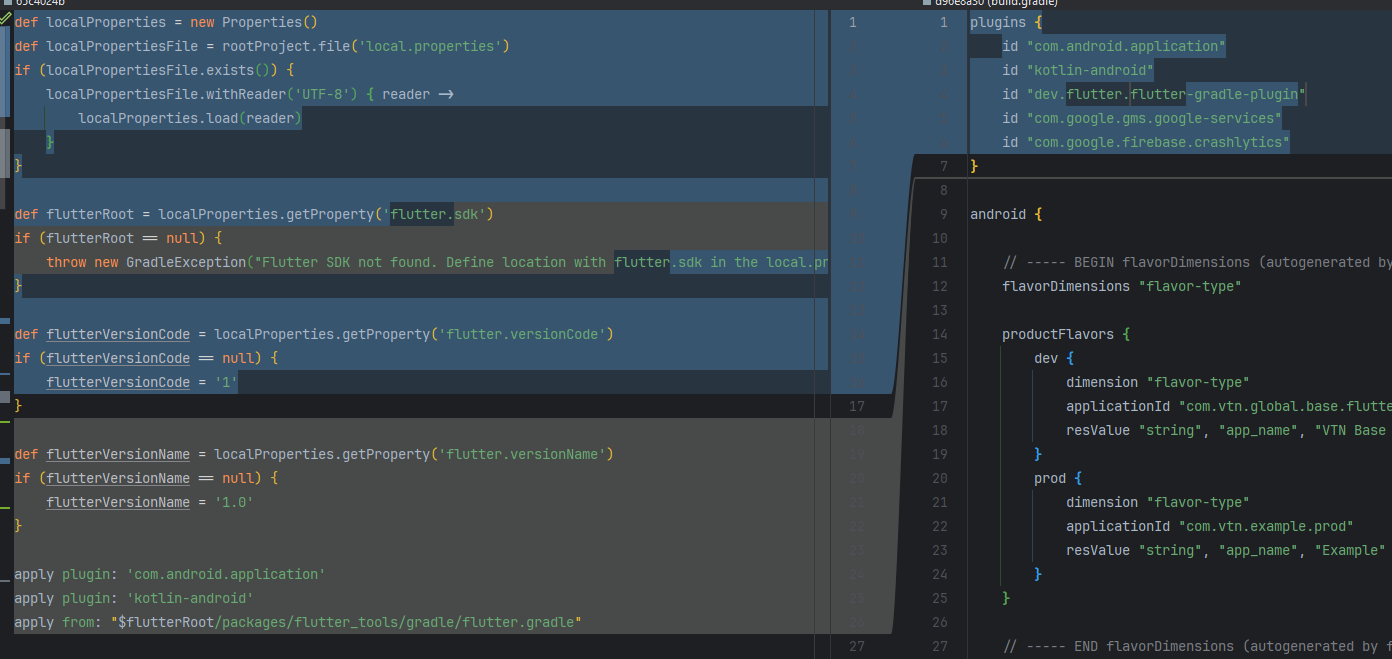 65c4024b
def localProperties = new Properties()
def localPropertiesFile = rootProject.file('local.properties')
if (localPropertiesFile.exists()) {
    localPropertiesFile.withReader('UTF-8') { reader ->
        localProperties.load(reader)
    }
}
def flutterRoot = localProperties.getProperty('flutter.sdk')
if (flutterRoot == null) {
    throw new GradleException("Flutter SDK not found. Define location with flutter.sdk in the local.pr
}
def flutterVersionCode = localProperties.getProperty('flutter.versionCode')
if (flutterVersionCode == null) {
    flutterVersionCode = '1'
}
def flutterVersionName = localProperties.getProperty('flutter.versionName')
if (flutterVersionName == null) {
    flutterVersionName = '1.0'
}
apply plugin: 'com.android.application'
apply plugin: 'kotlin-android'
apply from: "$flutterRoot/packages/flutter_tools/gradle/flutter.gradle"
1
17
27
d96e8a30 (build.gradle)
1 plugins {
    id "com.android.application"
    id "kotlin-android"
    id "dev.flutter.flutter-gradle-plugin"
    id "com.google.gms.google-services"
    id "com.google.firebase.crashlytics"
7 }
8
9 android {
10
11     // ----- BEGIN flavorDimensions (autogenerated by
12     flavorDimensions "flavor-type"
13
14     productFlavors {
15         dev {
16             dimension "flavor-type"
17             applicationId "com.vtn.global.base.flutte
18             resValue "string", "app_name", "VTN Base
19         }
20         prod {
21             dimension "flavor-type"
22             applicationId "com.vtn.example.prod"
23             resValue "string", "app_name", "Example"
24         }
25     }
26
27     // ----- END flavorDimensions (autogenerated by f